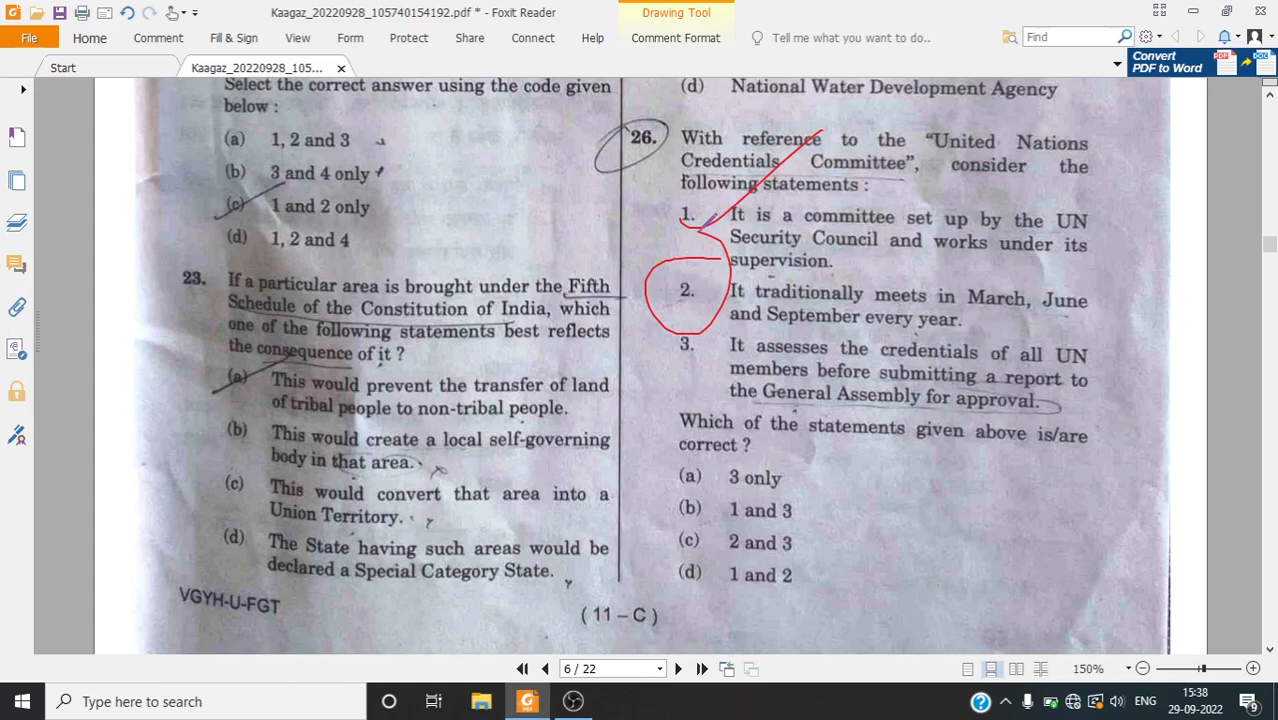 Kaagaz_20220928_105740154192.pdf * - Foxit Reader
Drawing Tool
File
Home
Comment
View
Form
Protect
Share
Connect
Help
Fill & Sign
Comment Format
Tell me what you want to do..
Find
Start
Kaagaz_20220928_105...
Convert
PDF to Word
Select the correct answer using the code given
below :
(a) 1, 2 and 3
(b) 3 and 4 only
(c) 1 and 2 only
(d) 1, 2 and 4
23. If a particular area is brought under the Fifth
Schedule of the Constitution of India, which
one of the following statements best reflects
the consequence of it ?
(a) This would prevent the transfer of land
of tribal people to non-tribal people.
(b) This would create a local self-governing
body in that area.
(c) This would convert that area into a
Union Territory.
(d) The State having such areas would be
declared a Special Category State.
VGYH-U-FGT
( 11 – C )
(d) National Water Development Agency
26. With reference to the "United Nations
Credentials Committee", consider the
following statements :
1. It is a committee set up by the UN
Security Council and works under its
supervision.
2. It traditionally meets in March, June
and September every year.
3. It assesses the credentials of all UN
members before submitting a report to
the General Assembly for approval.
Which of the statements given above is/are
correct ?
(a) 3 only
(b) 1 and 3
(c) 2 and 3
(d) 1 and 2
6 / 22
150%
Type here to search
ENG
15:38
29-09-2022
9